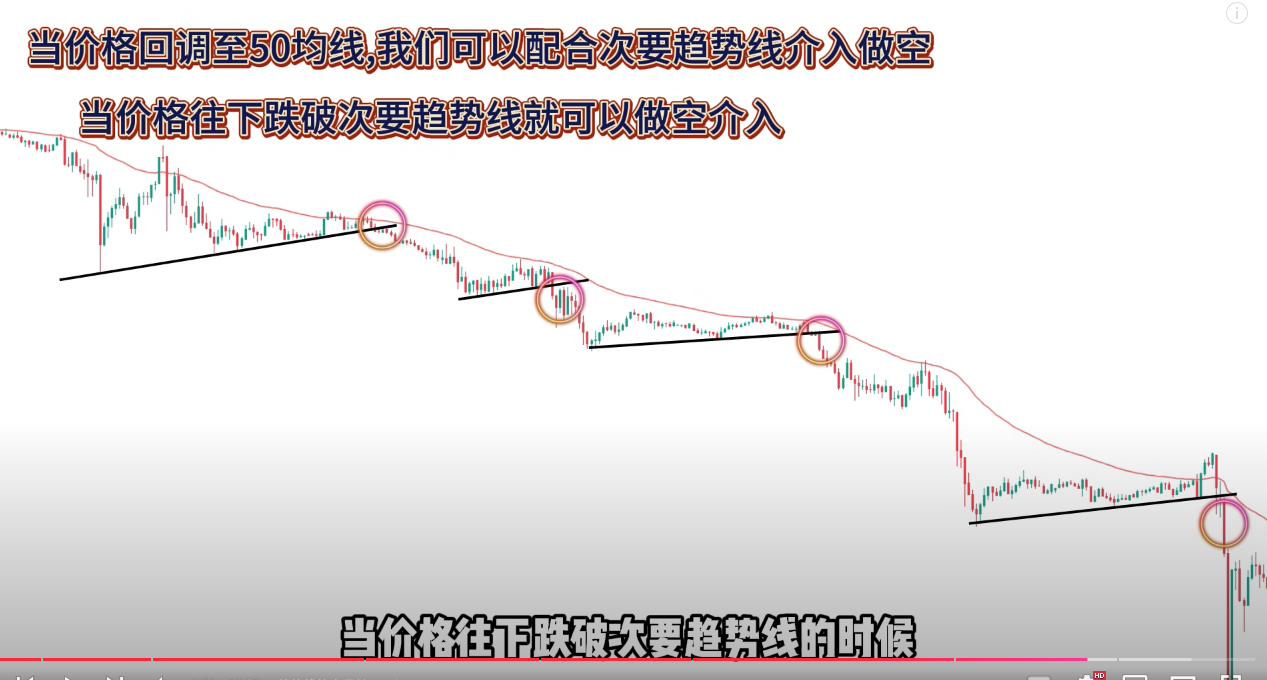 当价格回调至50均线,我们可以配合次要趋势线介入做空
当价格往下跌破次要趋势线就可以做空介入
当价格往下跌破次要趋势线的时候
HD